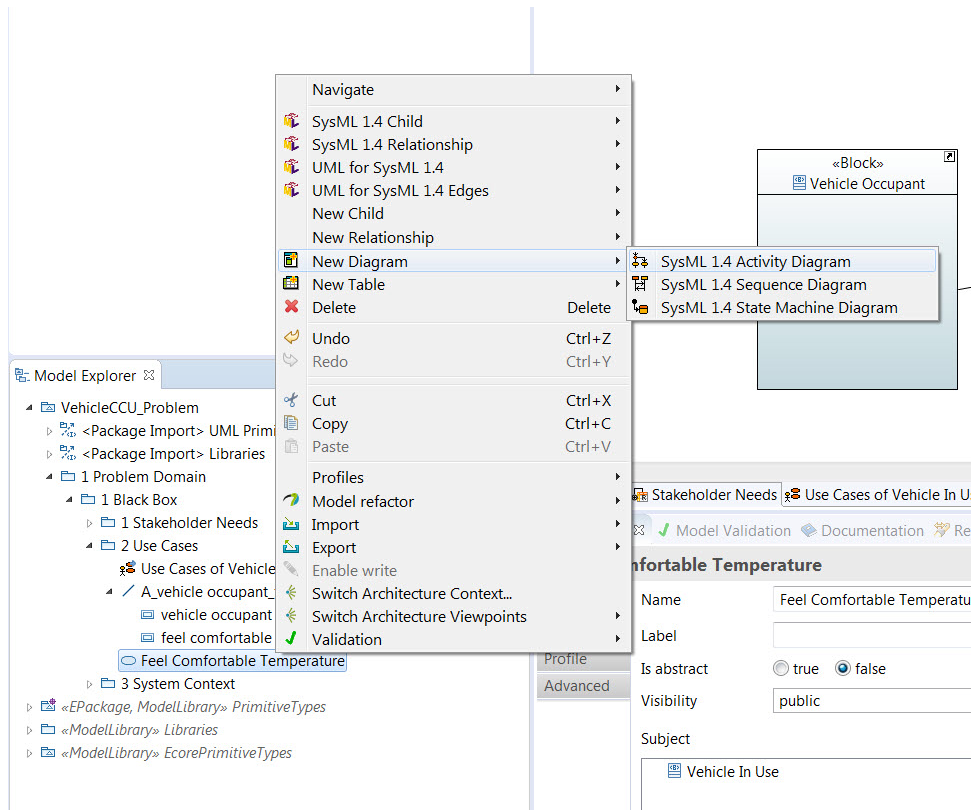 Navigate
SysML 1.4 Child
SysML 1.4 Relationship
UML for SysML 1.4
UML for SysML 1.4 Edges
New Child
New Relationship
New Diagram
New Table
Delete Delete
Undo Ctrl+Z
Redo Ctrl+Y
Cut Ctrl+X
Copy Ctrl+C
Paste Ctrl+V
Profiles
Model refactor
Import
Export
Enable write
Switch Architecture Context...
Switch Architecture Viewpoints
Validation
SysML 1.4 Activity Diagram
SysML 1.4 Sequence Diagram
SysML 1.4 State Machine Diagram
«Block»
Vehicle Occupant
Model Explorer
VehicleCCU_Problem
<Package Import> UML Primi
<Package Import> Libraries
1 Problem Domain
1 Black Box
1 Stakeholder Needs
2 Use Cases
Use Cases of Vehicle
A_vehicle occupant_
vehicle occupant
feel comfortable
Feel Comfortable Temperature
3 System Context
«EPackage, ModelLibrary» PrimitiveTypes
«ModelLibrary» Libraries
«ModelLibrary» EcorePrimitiveTypes
Stakeholder Needs Use Cases of Vehicle In U
Model Validation Documentation Re
mfortable Temperature
Name Feel Comfortable Temperatu
Label
Is abstract true false
Visibility public
Subject
Vehicle In Use
Profile
Advanced